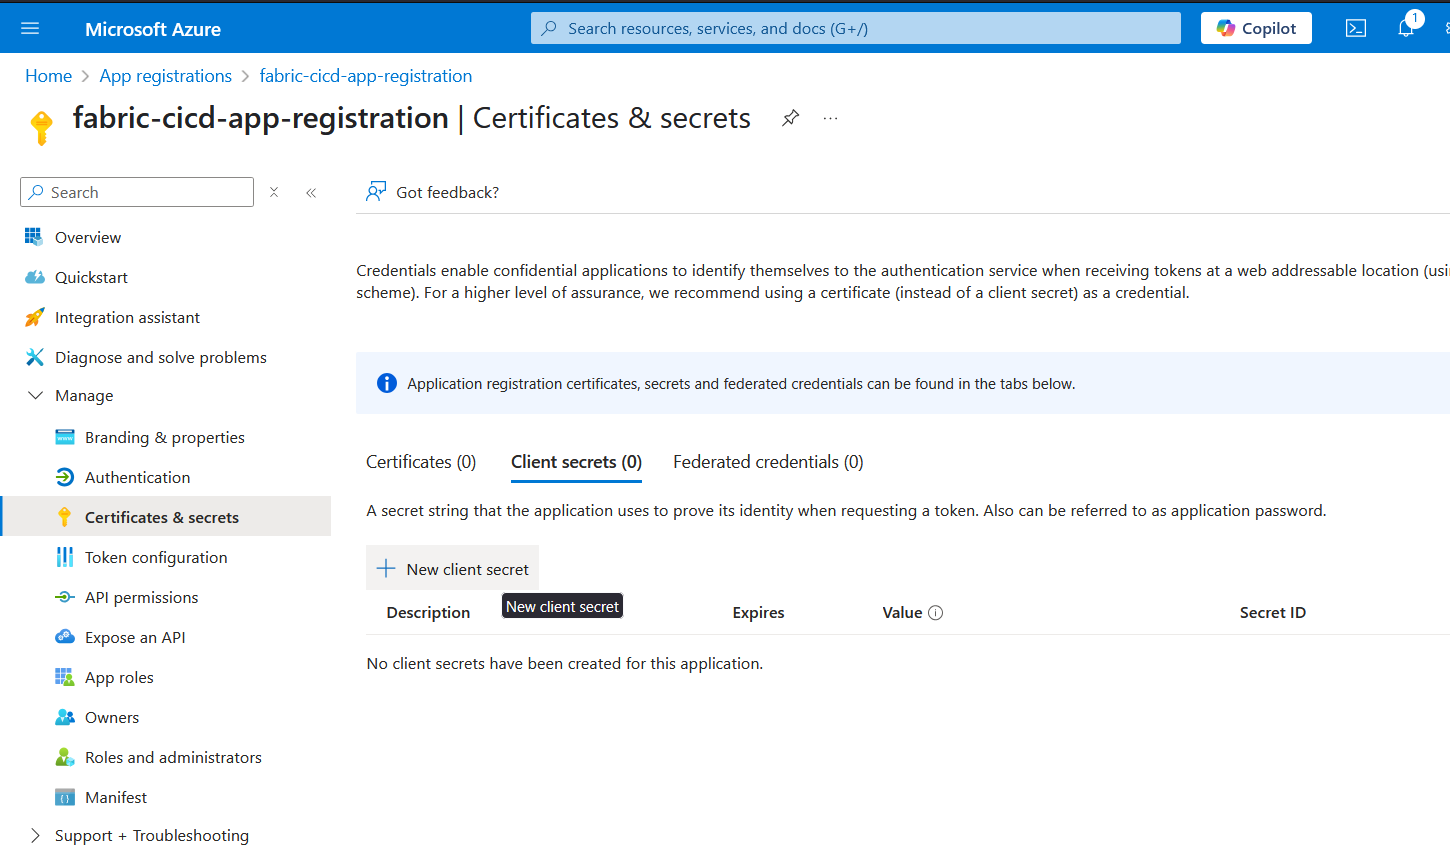 Microsoft Azure
Search resources, services, and docs (G+/)
Copilot
1
Home > App registrations > fabric-cicd-app-registration
fabric-cicd-app-registration | Certificates & secrets
Search
Got feedback?
Overview
Quickstart
Integration assistant
Diagnose and solve problems
Manage
Branding & properties
Authentication
Certificates & secrets
Token configuration
API permissions
Expose an API
App roles
Owners
Roles and administrators
Manifest
Support + Troubleshooting
Credentials enable confidential applications to identify themselves to the authentication service when receiving tokens at a web addressable location
scheme). For a higher level of assurance, we recommend using a certificate (instead of a client secret) as a credential.
Application registration certificates, secrets and federated credentials can be found in the tabs below.
Certificates (0) Client secrets (0) Federated credentials (0)
A secret string that the application uses to prove its identity when requesting a token. Also can be referred to as application password.
New client secret
New client secret
Description Expires Value Secret ID
No client secrets have been created for this application.